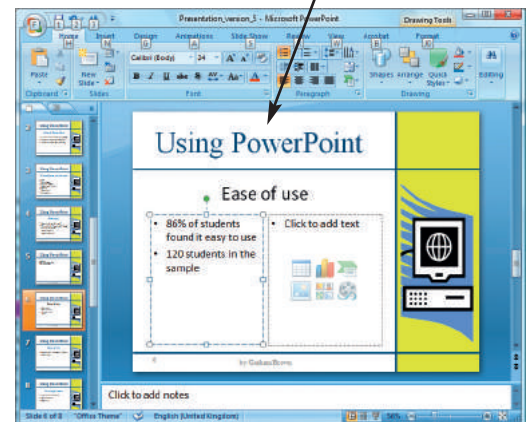 Presentation_version_5 - Microsoft PowerPoint
Drawing Tools
Home Insert Design Animations Slide Show Review View Acrobat Format
Paste
New
Slide
Calibri (Body) 24
Shapes Arrange Quick
Styles
Editing
Clipboard Slides Font Paragraph Drawing
Using PowerPoint
Ease of use
• 86% of students
found it easy to use
• 120 students in the
sample
• Click to add text
6
by Graham Brown
Click to add notes
Slide 6 of 8 "Office Theme" English (United Kingdom) 58%